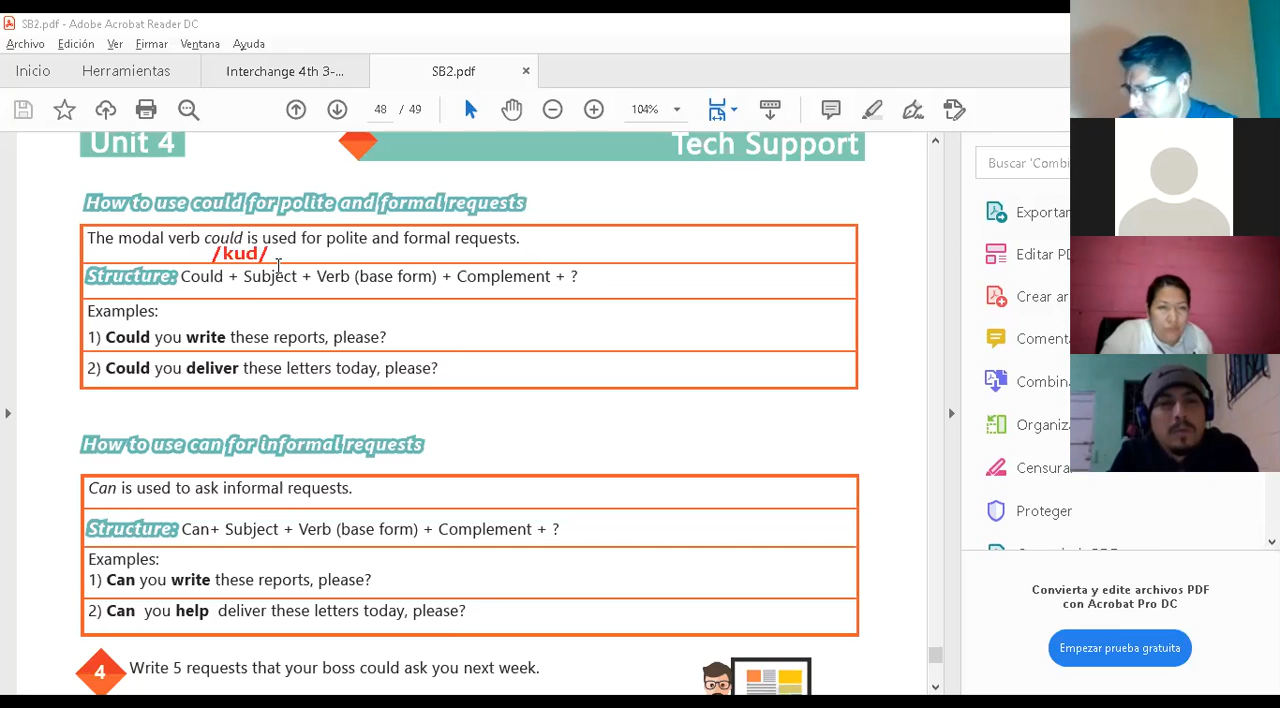 SB2.pdf - Adobe Acrobat Reader DC
Archivo Edición Ver Firmar Ventana Ayuda
Inicio Herramientas Interchange 4th 3-... SB2.pdf ×
48 / 49 104%
Unit 4 Tech Support
How to use could for polite and formal requests
The modal verb could is used for polite and formal requests.
/kud/
Structure: Could + Subject + Verb (base form) + Complement + ?
Examples:
1) Could you write these reports, please?
2) Could you deliver these letters today, please?
How to use can for informal requests
Can is used to ask informal requests.
Structure: Can+ Subject + Verb (base form) + Complement + ?
Examples:
1) Can you write these reports, please?
2) Can you help deliver these letters today, please?
4 Write 5 requests that your boss could ask you next week.
Buscar 'Comb
Exportar
Editar PD
Crear ar
Coment
Combin
Organiz
Censura
Proteger
Convierta y edite archivos PDF
con Acrobat Pro DC
Empezar prueba gratuita